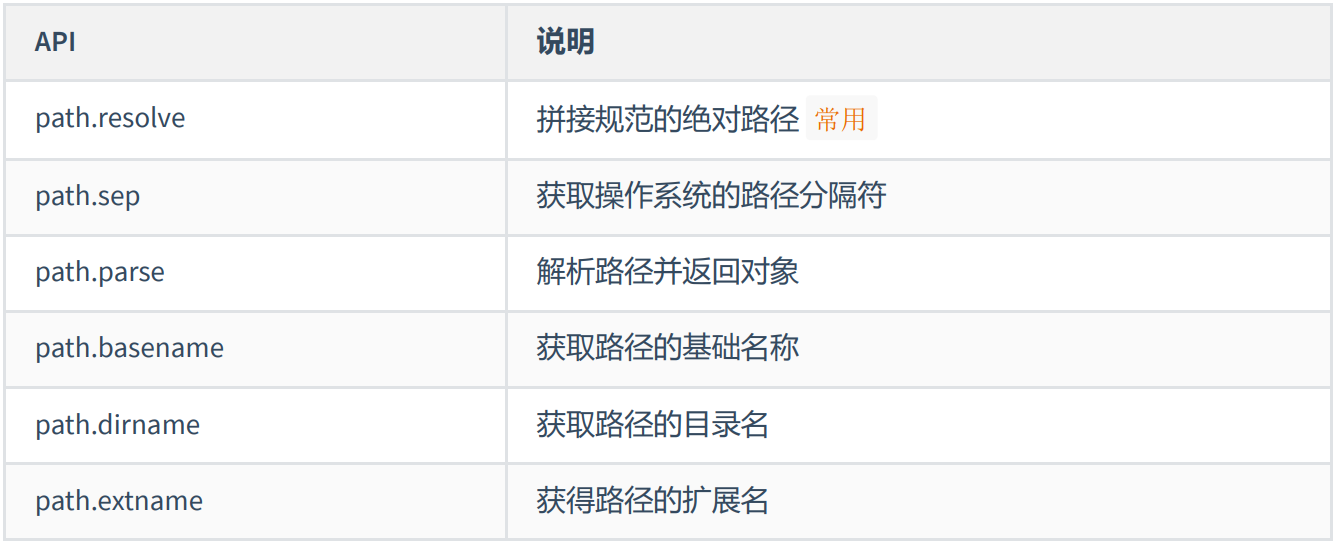 API 说明
path.resolve 拼接规范的绝对路径 常用
path.sep 获取操作系统的路径分隔符
path.parse 解析路径并返回对象
path.basename 获取路径的基础名称
path.dirname 获取路径的目录名
path.extname 获得路径的扩展名